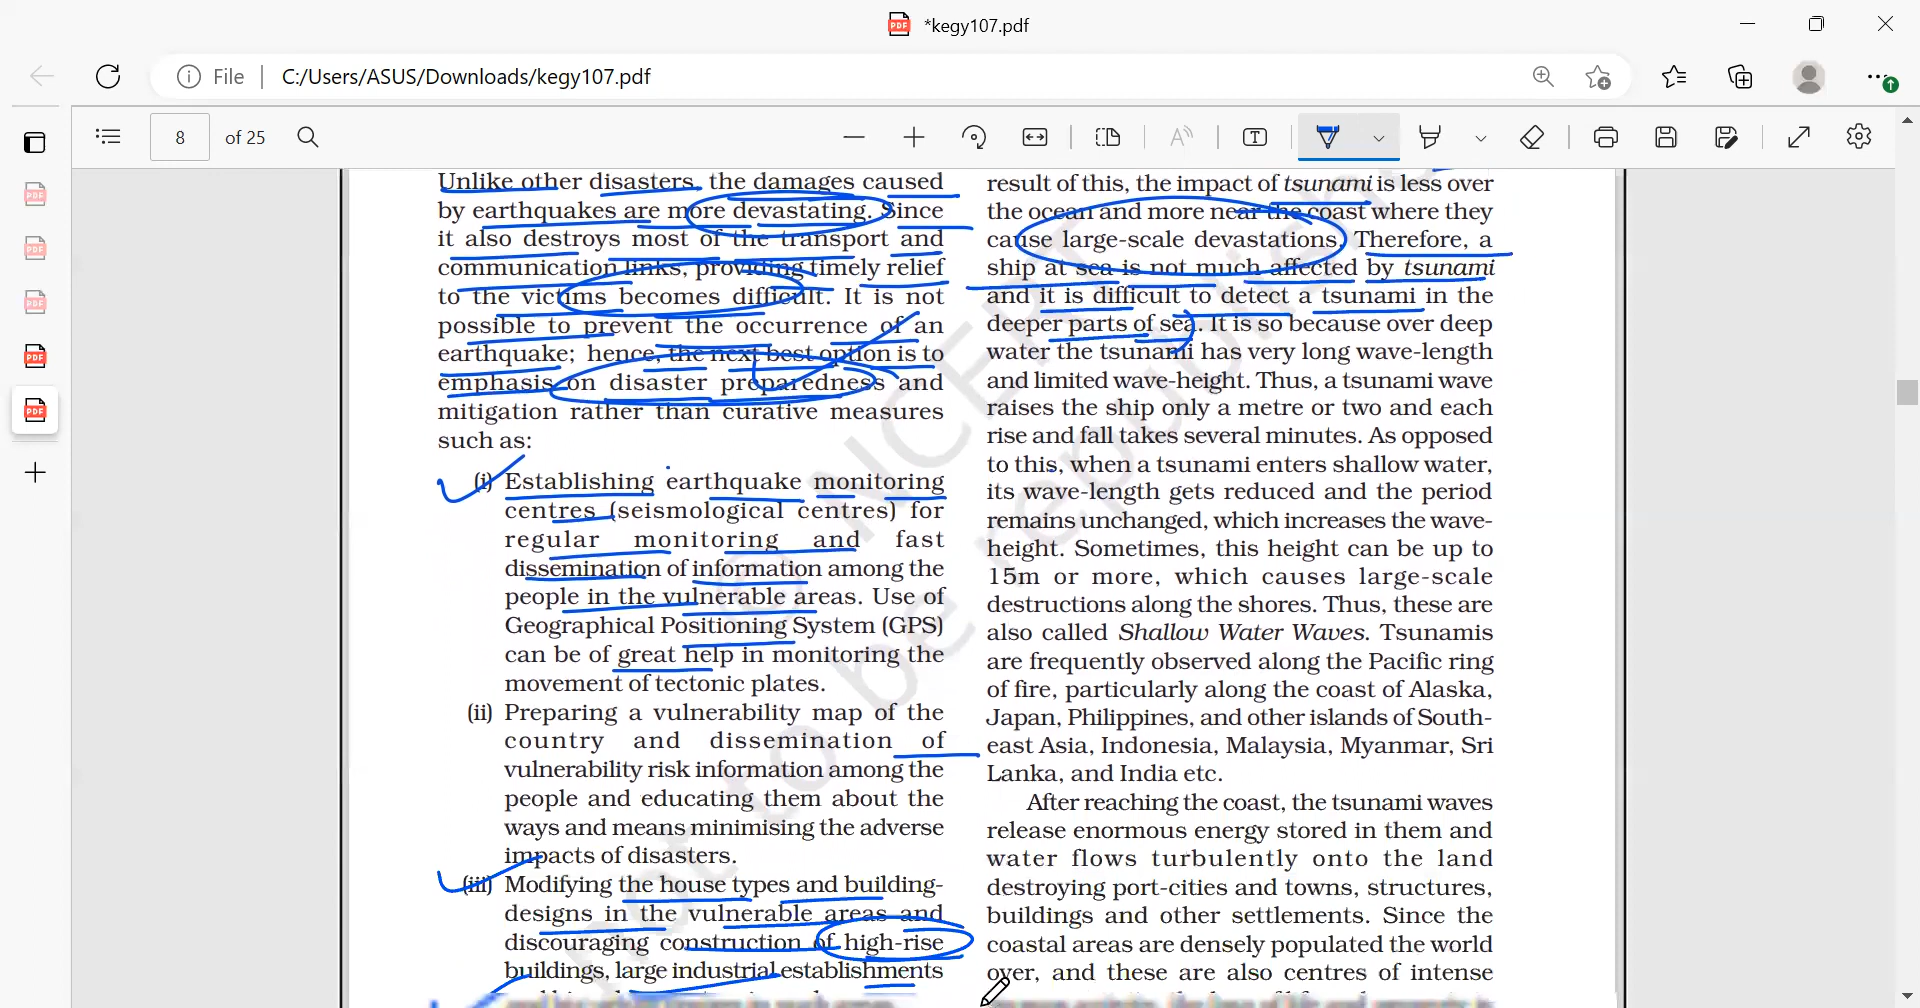 *kegy107.pdf
File
C:/Users/ASUS/Downloads/kegy107.pdf
8 of 25
Unlike other disasters, the damages caused
by earthquakes are more devastating. Since
it also destroys most of the transport and
communication links, providing timely relief
to the victims becomes difficult. It is not
possible to prevent the occurrence of an
earthquake; hence, the next best option is to
emphasis on disaster preparedness and
mitigation rather than curative measures
such as:
(i) Establishing earthquake monitoring
centres (seismological centres) for
regular monitoring and fast
dissemination of information among the
people in the vulnerable areas. Use of
Geographical Positioning System (GPS)
can be of great help in monitoring the
movement of tectonic plates.
(ii) Preparing a vulnerability map of the
country and dissemination of
vulnerability risk information among the
people and educating them about the
ways and means minimising the adverse
impacts of disasters.
(iii) Modifying the house types and building-
designs in the vulnerable areas and
discouraging construction of high-rise
buildings, large industrial establishments
result of this, the impact of tsunami is less over
the ocean and more near the coast where they
cause large-scale devastations. Therefore, a
ship at sea is not much affected by tsunami
and it is difficult to detect a tsunami in the
deeper parts of sea. It is so because over deep
water the tsunami has very long wave-length
and limited wave-height. Thus, a tsunami wave
raises the ship only a metre or two and each
rise and fall takes several minutes. As opposed
to this, when a tsunami enters shallow water,
its wave-length gets reduced and the period
remains unchanged, which increases the wave-
height. Sometimes, this height can be up to
15m or more, which causes large-scale
destructions along the shores. Thus, these are
also called Shallow Water Waves. Tsunamis
are frequently observed along the Pacific ring
of fire, particularly along the coast of Alaska,
Japan, Philippines, and other islands of South-
east Asia, Indonesia, Malaysia, Myanmar, Sri
Lanka, and India etc.
After reaching the coast, the tsunami waves
release enormous energy stored in them and
water flows turbulently onto the land
destroying port-cities and towns, structures,
buildings and other settlements. Since the
coastal areas are densely populated the world
over, and these are also centres of intense
© NCERT
not to be republished